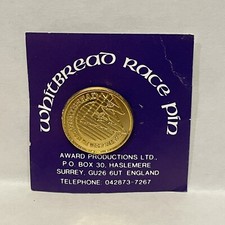 Whitbread Race Pin
AWARD PRODUCTIONS LTD.,
P.O. BOX 30, HASLEMERE
SURREY, GU26 6UT ENGLAND
TELEPHONE: 042873-7267